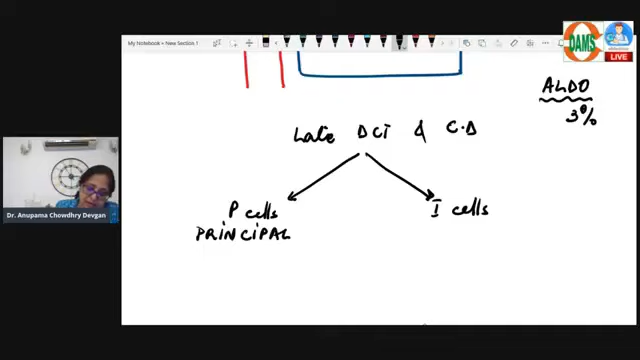 My Notebook » New Section 1
DAMS
LIVE
ALDO
3%
Late DCT & C.D
P cells
I cells
PRINCIPAL
Dr. Anupama Chowdhry Devgan